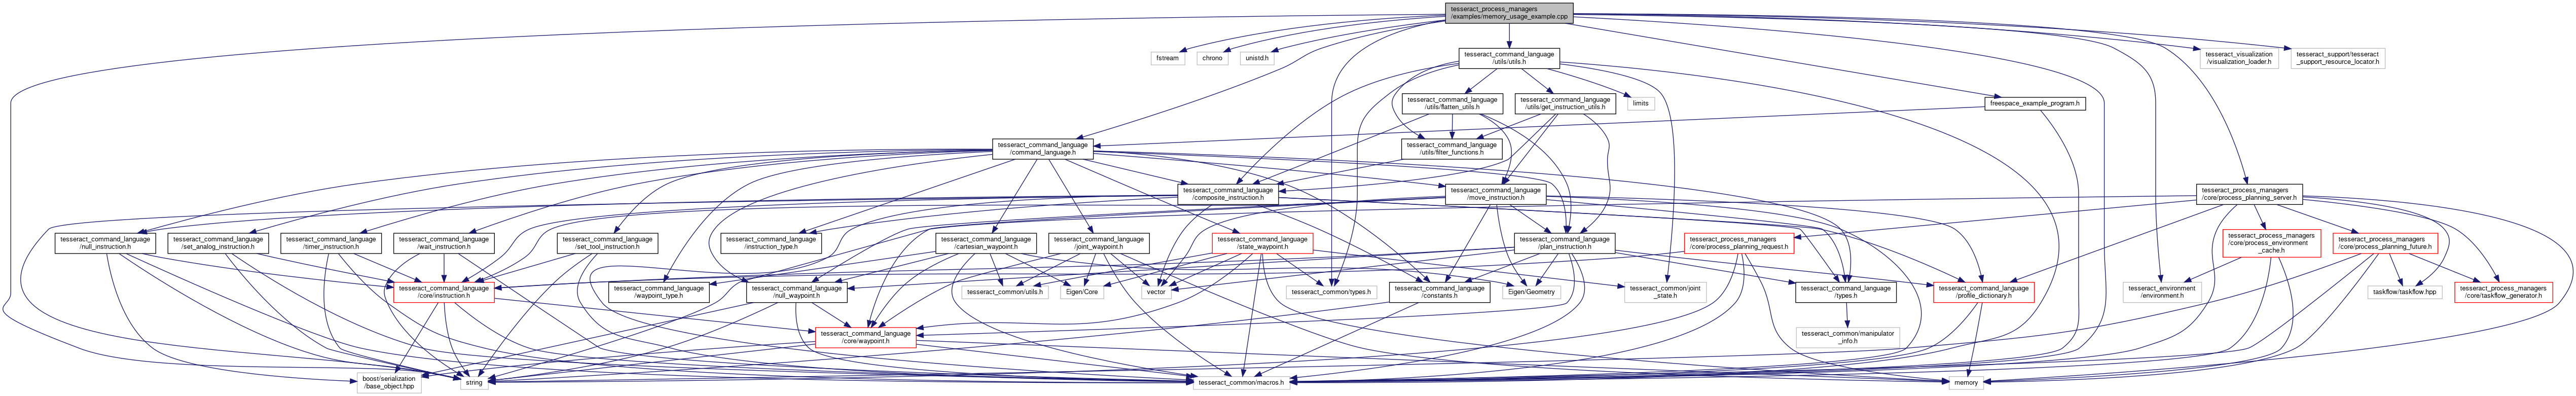 tesseract_process_managers
/examples/memory_usage_example.cpp
fstream
chrono
unistd.h
tesseract_command_language
/utils/utils.h
tesseract_visualization
/visualization_loader.h
tesseract_support/tesseract
_support_resource_locator.h
tesseract_command_language
/utils/flatten_utils.h
tesseract_command_language
/utils/get_instruction_utils.h
limits
freespace_example_program.h
tesseract_command_language
/command_language.h
tesseract_command_language
/utils/filter_functions.h
tesseract_command_language
/composite_instruction.h
tesseract_command_language
/move_instruction.h
tesseract_process_managers
/core/process_planning_server.h
tesseract_command_language
/null_instruction.h
tesseract_command_language
/set_analog_instruction.h
tesseract_command_language
/timer_instruction.h
tesseract_command_language
/wait_instruction.h
tesseract_command_language
/set_tool_instruction.h
tesseract_command_language
/instruction_type.h
tesseract_command_language
/cartesian_waypoint.h
tesseract_command_language
/joint_waypoint.h
tesseract_command_language
/state_waypoint.h
tesseract_command_language
/plan_instruction.h
tesseract_process_managers
/core/process_planning_request.h
tesseract_process_managers
/core/process_environment
_cache.h
tesseract_process_managers
/core/process_planning_future.h
tesseract_command_language
/core/instruction.h
tesseract_command_language
/waypoint_type.h
tesseract_command_language
/null_waypoint.h
tesseract_common/utils.h
Eigen/Core
vector
tesseract_common/types.h
tesseract_command_language
/constants.h
Eigen/Geometry
tesseract_common/joint
_state.h
tesseract_command_language
/types.h
tesseract_command_language
/profile_dictionary.h
tesseract_environment
/environment.h
taskflow/taskflow.hpp
tesseract_process_managers
/core/taskflow_generator.h
tesseract_command_language
/core/waypoint.h
tesseract_common/manipulator
_info.h
boost/serialization
/base_object.hpp
string
tesseract_common/macros.h
memory